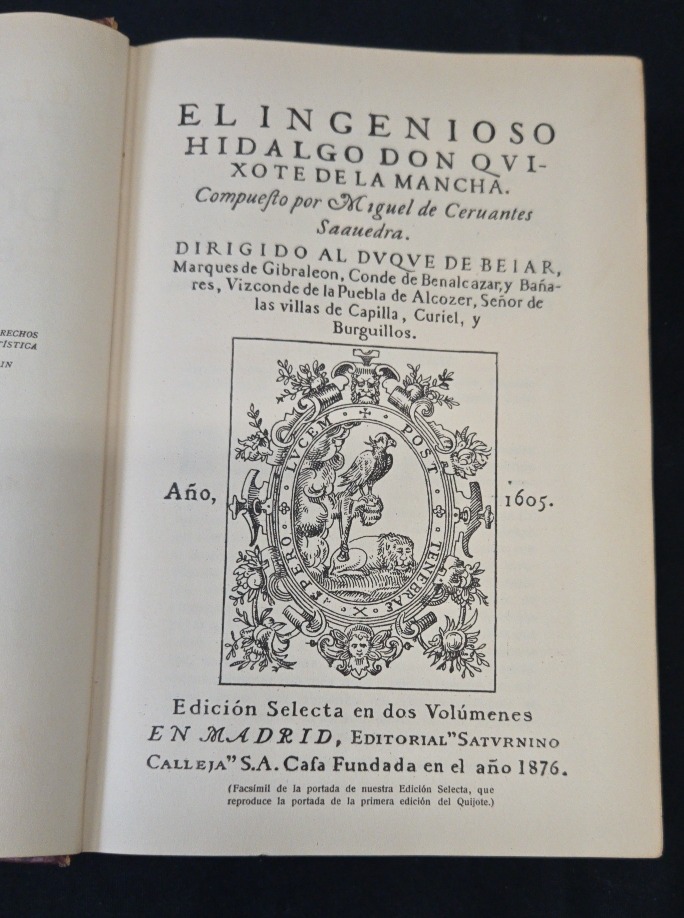 RECHOS
TÍSTICA
IN
EL INGENIOSO
HIDALGO DON QVI-
XOTE DE LA MANCHA.
Compueſto por Miguel de Ceruantes
Saauedra.
DIRIGIDO AL DVQVE DE BEIAR,
Marques de Gibraleon, Conde de Benalcazar, y Baña-
res, Vizconde de la Puebla de Alcozer, Señor de
las villas de Capilla, Curiel, y
Burguillos.
Año, 1605.
SPERO LVCEM POST TENEBRAS
Edición Selecta en dos Volúmenes
EN MADRID, EDITORIAL "SATVRNINO
CALLEJA" S.A. Caſa Fundada en el año 1876.
(Facsímil de la portada de nuestra Edición Selecta, que
reproduce la portada de la primera edición del Quijote.)